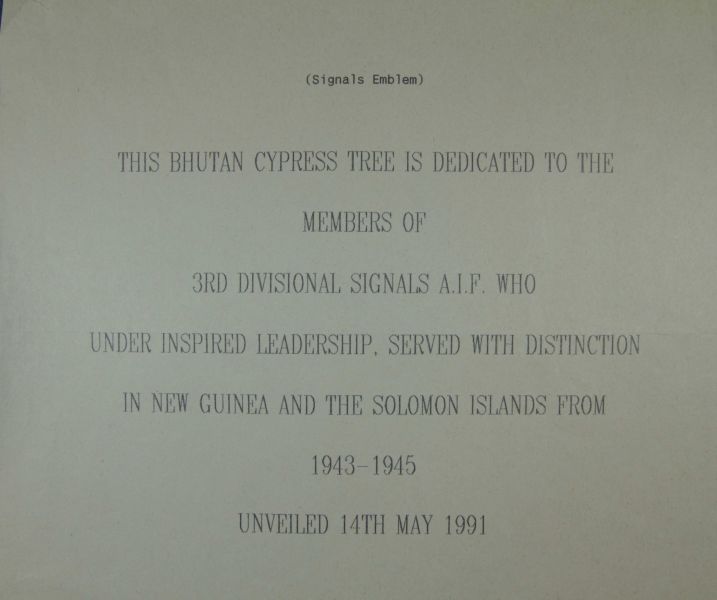 (Signals Emblem)
THIS BHUTAN CYPRESS TREE IS DEDICATED TO THE
MEMBERS OF
3RD DIVISIONAL SIGNALS A.I.F. WHO
UNDER INSPIRED LEADERSHIP, SERVED WITH DISTINCTION
IN NEW GUINEA AND THE SOLOMON ISLANDS FROM
1943-1945
UNVEILED 14TH MAY 1991